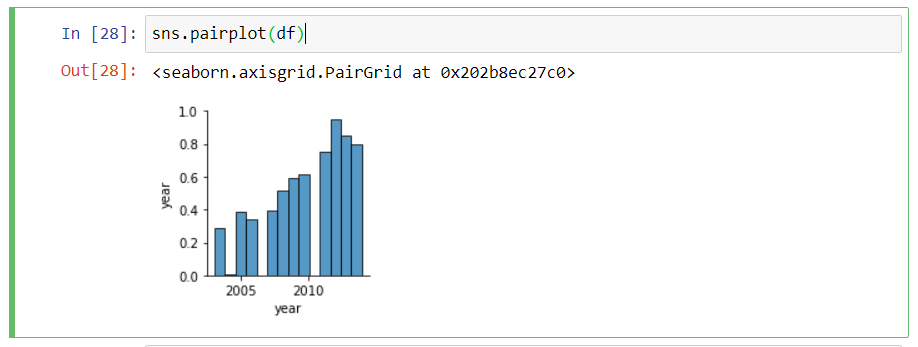 In [28]: sns.pairplot(df)
Out[28]: <seaborn.axisgrid.PairGrid at 0x202b8ec27c0>
1.0
0.8
0.6
0.4
0.2
0.0
year
2005 2010
year